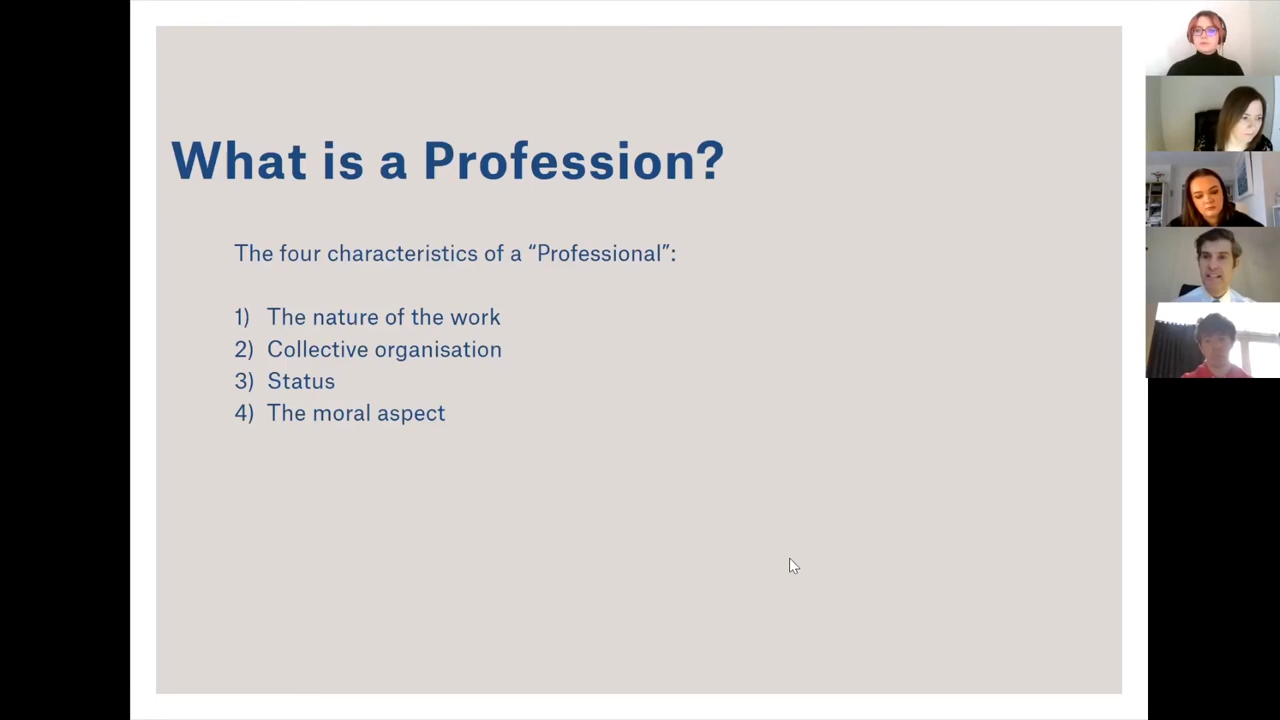 What is a Profession?
The four characteristics of a “Professional”:
1) The nature of the work
2) Collective organisation
3) Status
4) The moral aspect